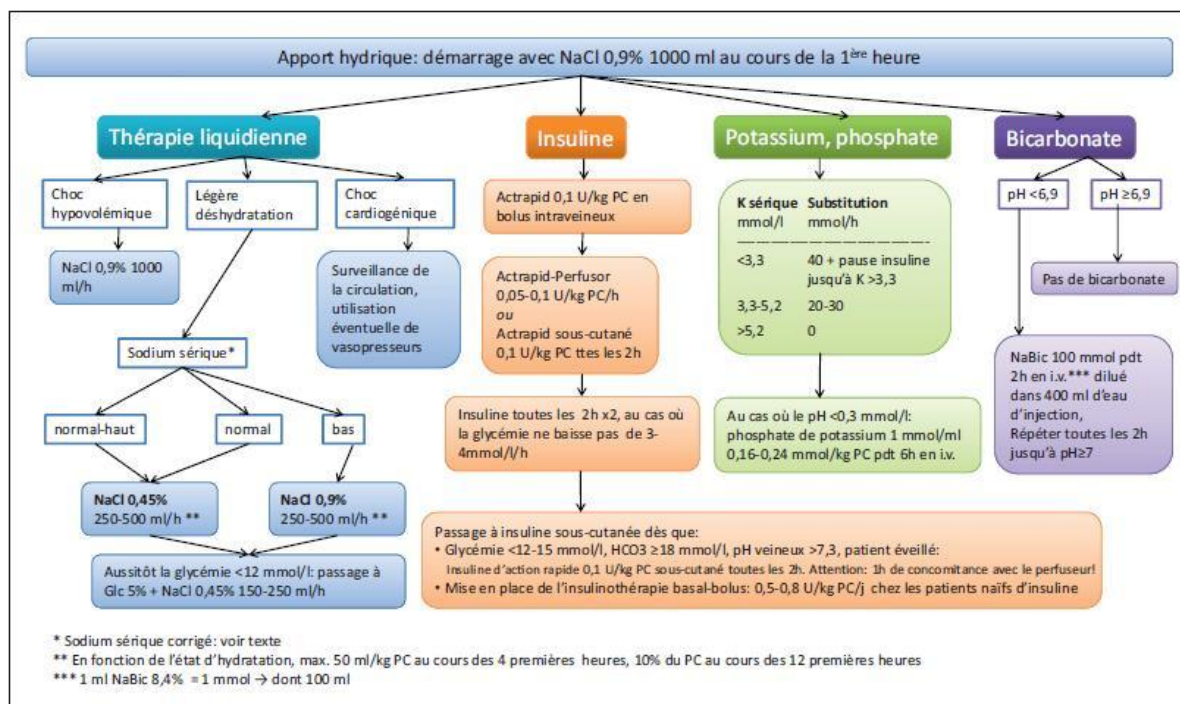 Apport hydrique: démarrage avec NaCl 0,9% 1000 ml au cours de la 1ère heure
Thérapie liquidienne
Choc
hypovolémique
Légère
déshydratation
Choc
cardiogénique
NaCl 0,9% 1000
ml/h
Surveillance de
la circulation,
utilisation
éventuelle de
vasopresseurs
Sodium sérique*
normal-haut
normal
bas
NaCl 0,45%
250-500 ml/h **
NaCl 0,9%
250-500 ml/h **
Aussitôt la glycémie <12 mmol/l: passage à
Glc 5% + NaCl 0,45% 150-250 ml/h
Insuline
Actrapid 0,1 U/kg PC en
bolus intraveineux
Actrapid-Perfusor
0,05-0,1 U/kg PC/h
ou
Actrapid sous-cutané
0,1 U/kg PC ttes les 2h
Insuline toutes les 2h x2, au cas où
la glycémie ne baisse pas de 3-
4mmol/l/h
Passage à insuline sous-cutanée dès que:
• Glycémie <12-15 mmol/l, HCO3 ≥18 mmol/l, pH veineux >7,3, patient éveillé:
Insuline d'action rapide 0,1 U/kg PC sous-cutané toutes les 2h. Attention: 1h de concomitance avec le perfuseur!
• Mise en place de l'insulinothérapie basal-bolus: 0,5-0,8 U/kg PC/j chez les patients naïfs d'insuline
Potassium, phosphate
K sérique Substitution
mmol/l mmol/h
<3,3 40 + pause insuline
jusqu'à K >3,3
3,3-5,2 20-30
>5,2 0
Au cas où le pH <0,3 mmol/l:
phosphate de potassium 1 mmol/ml
0,16-0,24 mmol/kg PC pdt 6h en i.v.
Bicarbonate
pH <6,9
pH ≥6,9
Pas de bicarbonate
NaBic 100 mmol pdt
2h en i.v.*** dilué
dans 400 ml d'eau
d'injection,
Répéter toutes les 2h
jusqu'à pH≥7
* Sodium sérique corrigé: voir texte
** En fonction de l'état d'hydratation, max. 50 ml/kg PC au cours des 4 premières heures, 10% du PC au cours des 12 premières heures
*** 1 ml NaBic 8,4% = 1 mmol → dont 100 ml